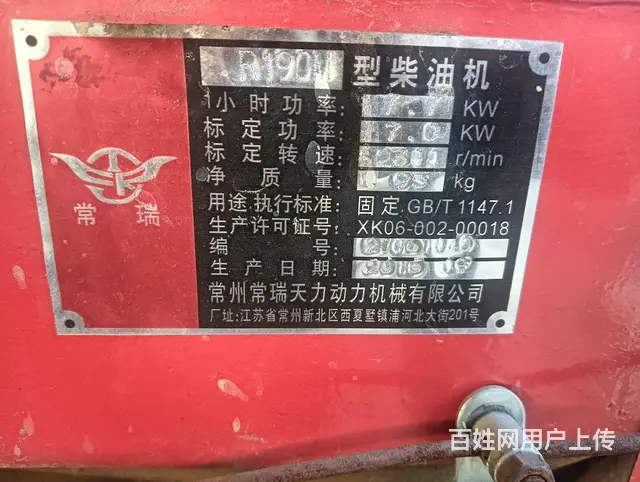 R190M 型柴油机
1小时功率: KW
标定功率: 7.0 KW
标定转速: r/min
净质量: kg
用途.执行标准: 固定.GB/T1147.1
生产许可证号: XK06-002-00018
编号:
生产日期:
常州常瑞天力动力机械有限公司
厂址:江苏省常州新北区西夏墅镇浦河北大街201号
常瑞
百姓网用户上传